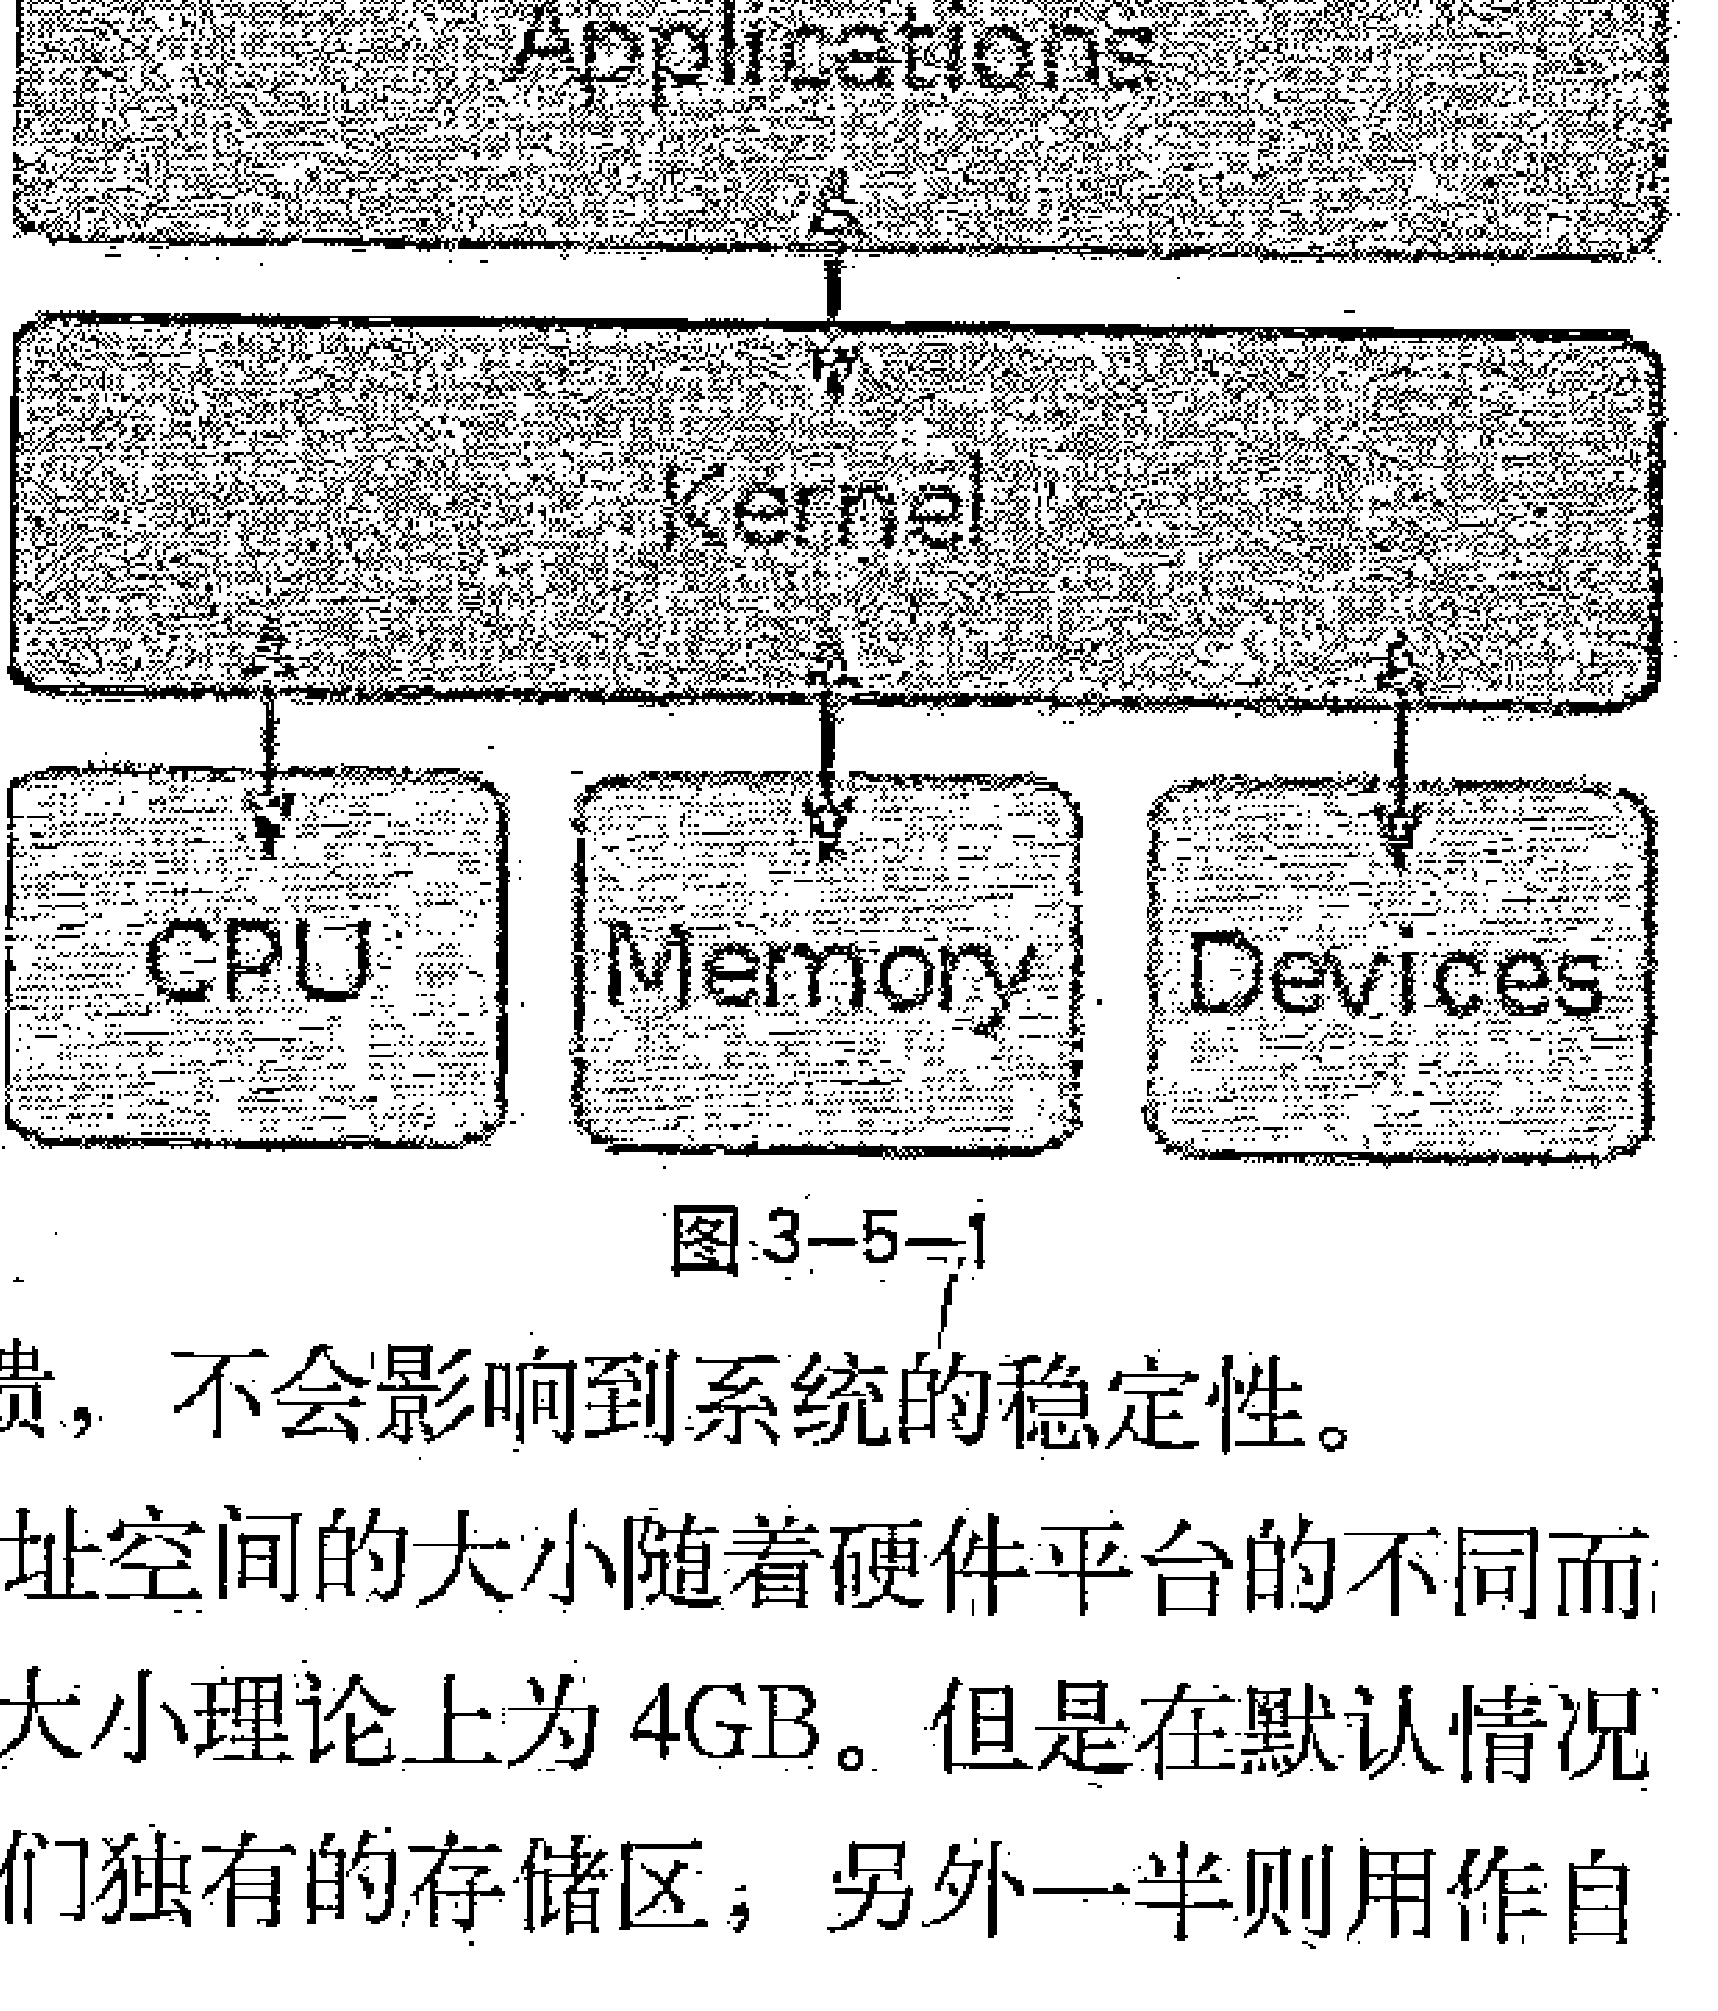 Applications
Kernel
CPU Memory Devices
图 3-5-1
溃，不会影响到系统的稳定性。
址空间的大小随着硬件平台的不同而
大小理论上为 4GB。但是在默认情况
们独有的存储区；另外一半则用作自